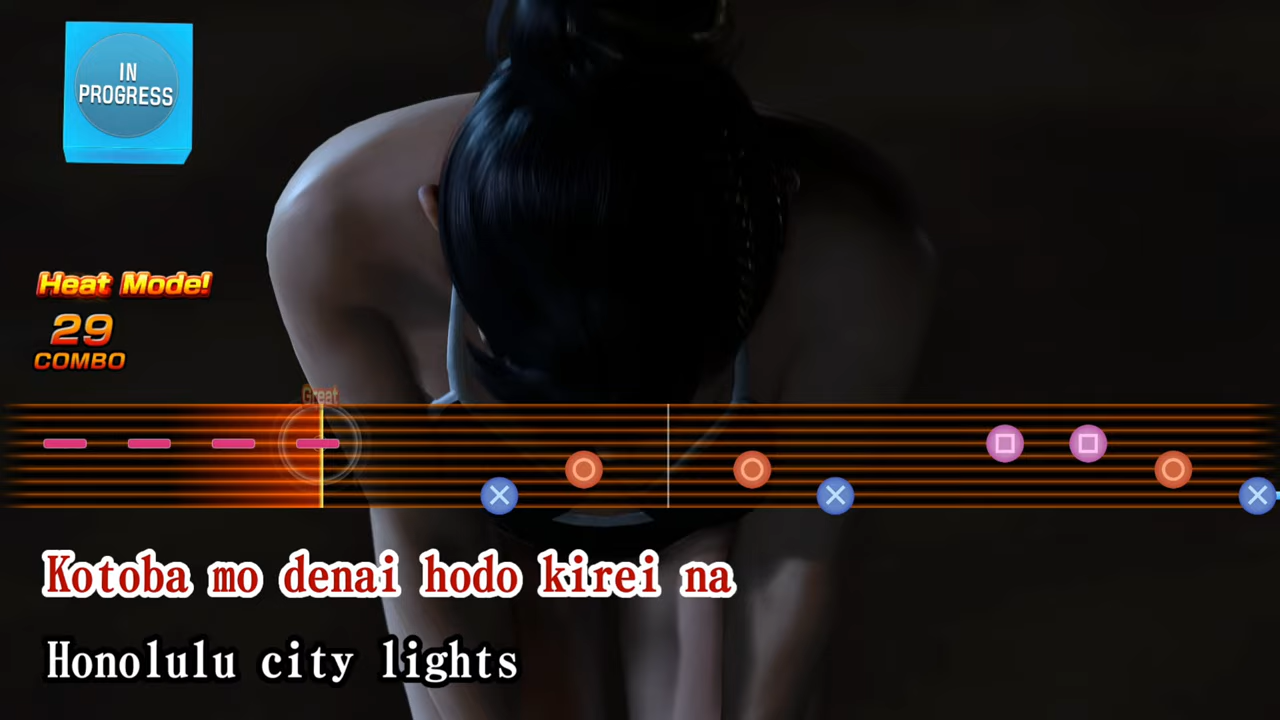 IN
PROGRESS
Heat Mode!
29
COMBO
Great
Kotoba mo denai hodo kirei na
Honolulu city lights